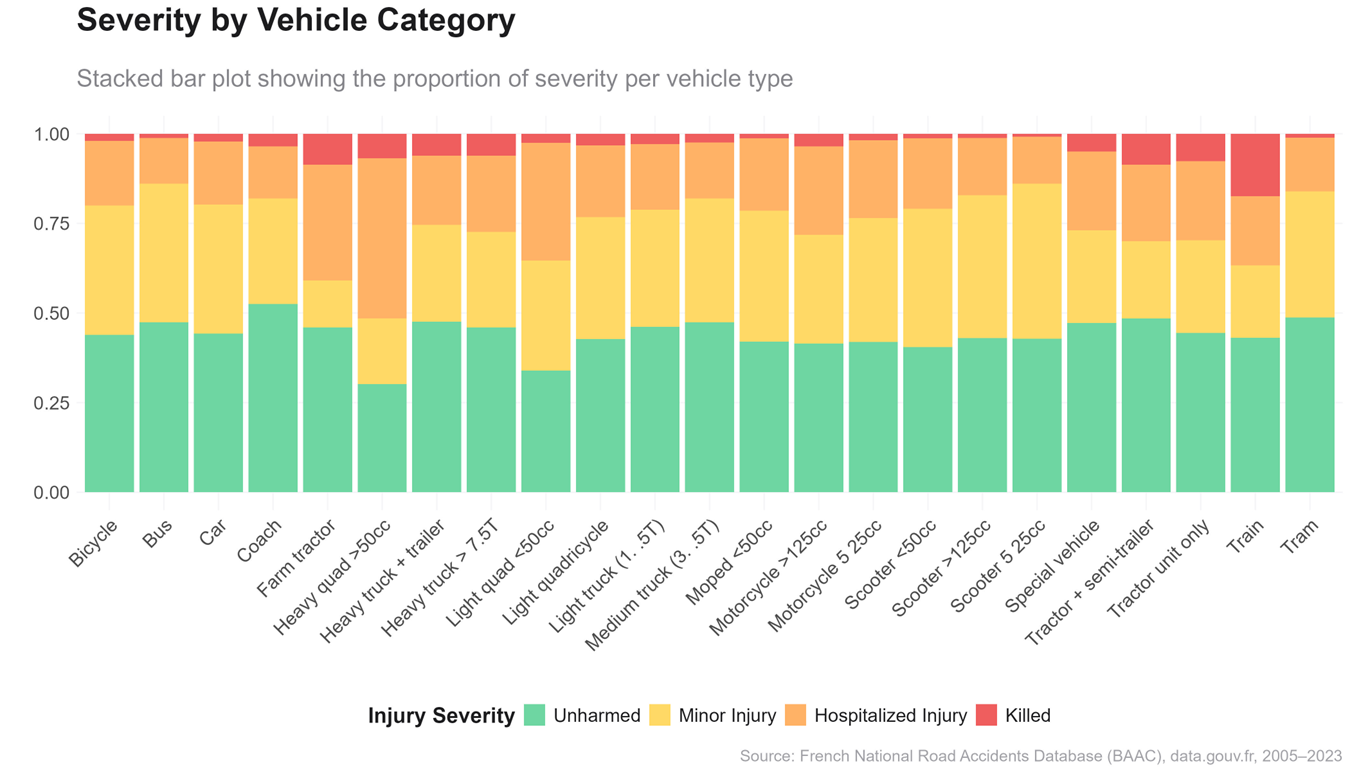 Severity by Vehicle Category
Stacked bar plot showing the proportion of severity per vehicle type
1.00
0.75
0.50
0.25
0.00
Bicycle
Bus
Car
Coach
Farm tractor
Heavy quad >50cc
Heavy truck + trailer
Heavy truck > 7.5T
Light quad <50cc
Light quadricycle
Light truck (1. .5T)
Medium truck (3. .5T)
Moped <50cc
Motorcycle >125cc
Motorcycle 5 25cc
Scooter <50cc
Scooter >125cc
Scooter 5 25cc
Special vehicle
Tractor + semi-trailer
Tractor unit only
Train
Tram
Injury Severity Unharmed Minor Injury Hospitalized Injury Killed
Source: French National Road Accidents Database (BAAC), data.gouv.fr, 2005–2023